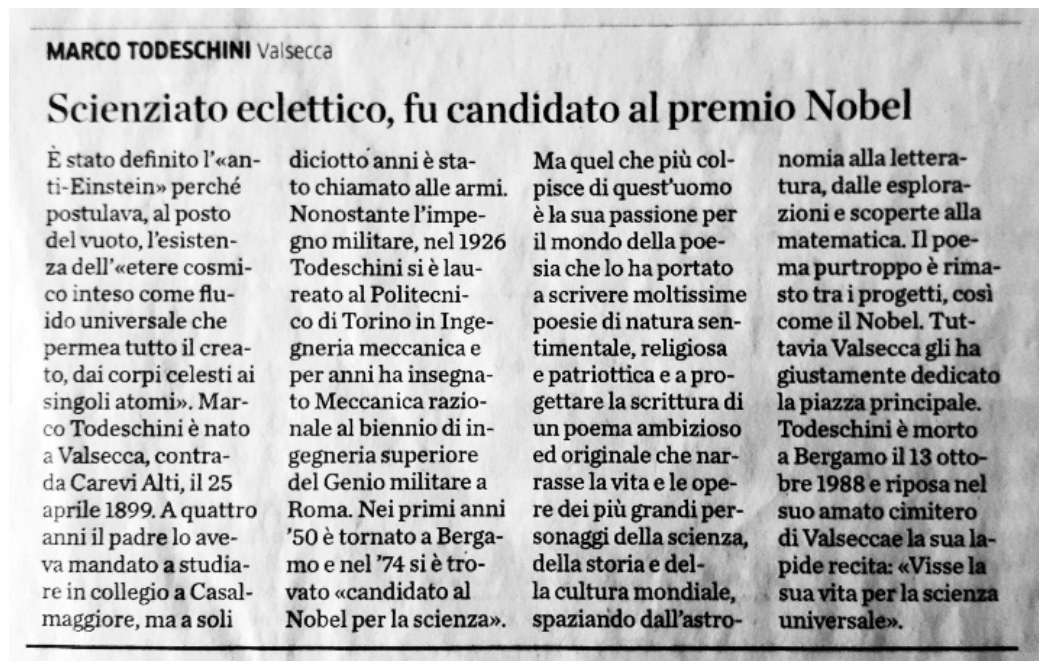 MARCO TODESCHINI Valsecca
Scienziato eclettico, fu candidato al premio Nobel
È stato definito l'«an-
ti-Einstein» perché
postulava, al posto
del vuoto, l'esisten-
za dell'«etere cosmi-
co inteso come flu-
ido universale che
permea tutto il crea-
to, dai corpi celesti ai
singoli atomi». Mar-
co Todeschini è nato
a Valsecca, contra-
da Carevi Alti, il 25
aprile 1899. A quattro
anni il padre lo ave-
va mandato a studia-
re in collegio a Casal-
maggiore, ma a soli
diciotto anni è sta-
to chiamato alle armi.
Nonostante l'impe-
gno militare, nel 1926
Todeschini si è lau-
reato al Politecni-
co di Torino in Inge-
gneria meccanica e
per anni ha insegna-
to Meccanica razio-
nale al biennio di in-
gegneria superiore
del Genio militare a
Roma. Nei primi anni
'50 è tornato a Berga-
mo e nel '74 si è tro-
vato «candidato al
Nobel per la scienza».
Ma quel che più col-
pisce di quest'uomo
è la sua passione per
il mondo della poe-
sia che lo ha portato
a scrivere moltissime
poesie di natura sen-
timentale, religiosa
e patriottica e a pro-
gettare la scrittura di
un poema ambizioso
ed originale che nar-
rasse la vita e le ope-
re dei più grandi per-
sonaggi della scienza,
della storia e del-
la cultura mondiale,
spaziando dall'astro-
nomia alla lettera-
tura, dalle esplora-
zioni e scoperte alla
matematica. Il poe-
ma purtroppo è rima-
sto tra i progetti, così
come il Nobel. Tut-
tavia Valsecca gli ha
giustamente dedicato
la piazza principale.
Todeschini è morto
a Bergamo il 13 otto-
bre 1988 e riposa nel
suo amato cimitero
di Valseccae la sua la-
pide recita: «Visse la
sua vita per la scienza
universale».